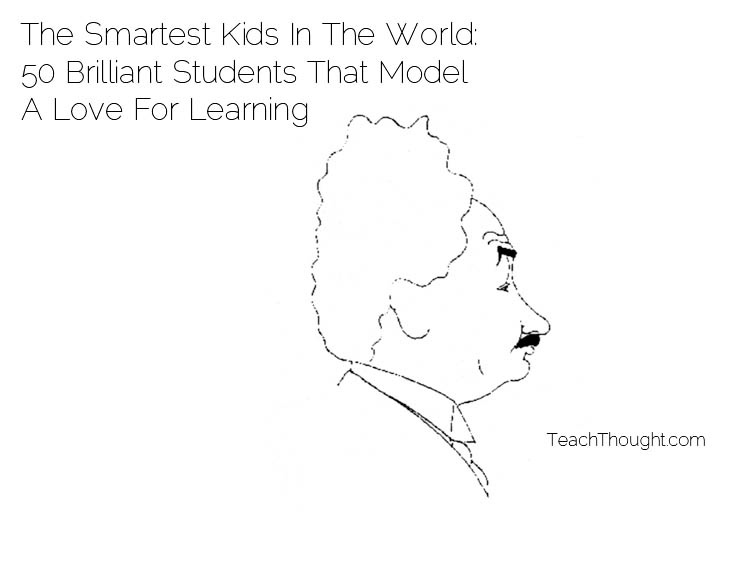 The Smartest Kids In The World:
50 Brilliant Students That Model
A Love For Learning
TeachThought.com